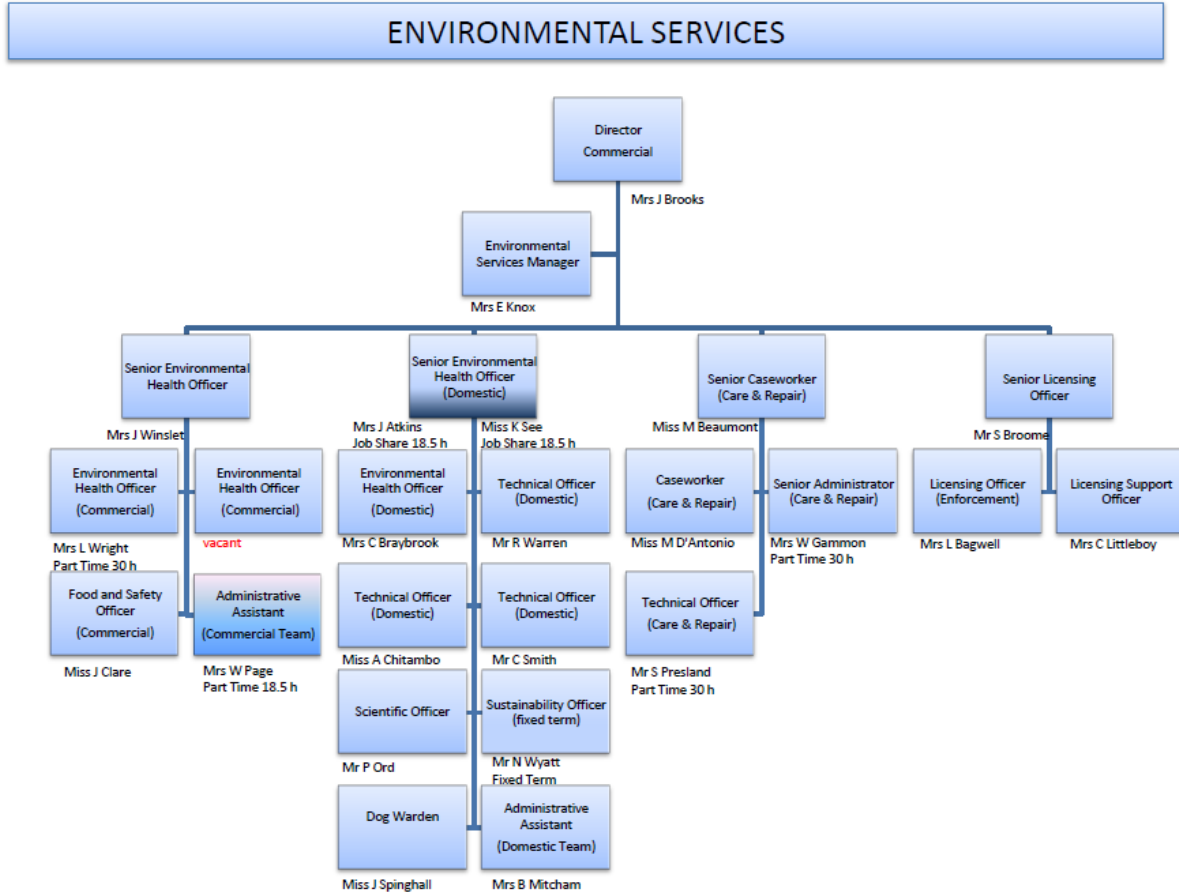 ENVIRONMENTAL SERVICES
Director
Commercial
Mrs J Brooks
Environmental
Services Manager
Mrs E Knox
Senior Environmental
Health Officer
Mrs J Winslet
Environmental
Health Officer
(Commercial)
Mrs L Wright
Part Time 30 h
Environmental
Health Officer
(Commercial)
vacant
Food and Safety
Officer
(Commercial)
Miss J Clare
Administrative
Assistant
(Commercial Team)
Mrs W Page
Part Time 18.5 h
Senior Environmental
Health Officer
(Domestic)
Mrs J Atkins
Job Share 18.5 h
Miss K See
Job Share 18.5 h
Environmental
Health Officer
(Domestic)
Mrs C Braybrook
Technical Officer
(Domestic)
Mr R Warren
Technical Officer
(Domestic)
Miss A Chitambo
Technical Officer
(Domestic)
Mr C Smith
Scientific Officer
Mr P Ord
Sustainability Officer
(fixed term)
Mr N Wyatt
Fixed Term
Dog Warden
Miss J Spinghall
Administrative
Assistant
(Domestic Team)
Mrs B Mitcham
Senior Caseworker
(Care & Repair)
Miss M Beaumont
Caseworker
(Care & Repair)
Miss M D'Antonio
Senior Administrator
(Care & Repair)
Mrs W Gammon
Part Time 30 h
Technical Officer
(Care & Repair)
Mr S Presland
Part Time 30 h
Senior Licensing
Officer
Mr S Broome
Licensing Officer
(Enforcement)
Mrs L Bagwell
Licensing Support
Officer
Mrs C Littleboy